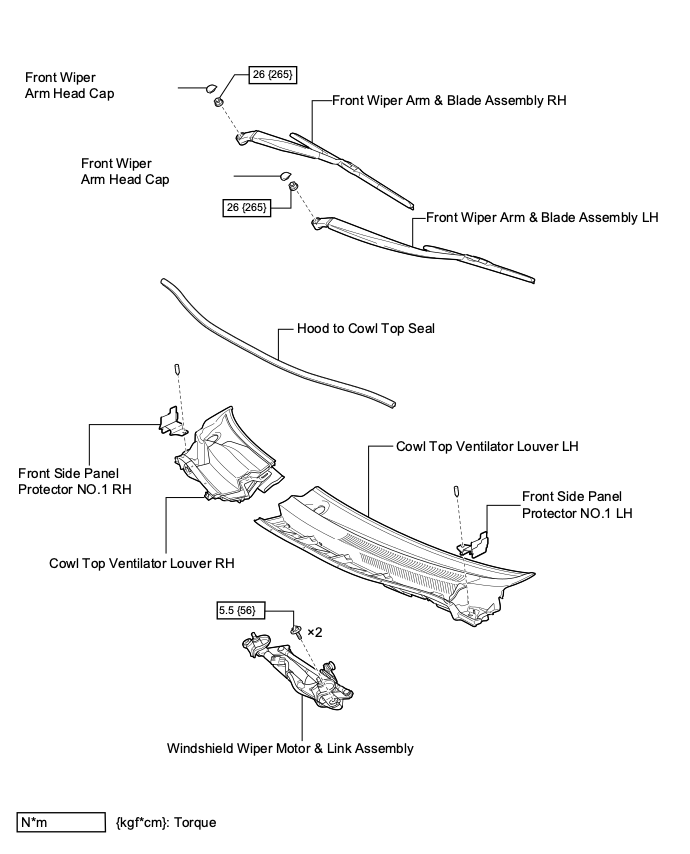 Front Wiper
Arm Head Cap
26 {265}
Front Wiper Arm & Blade Assembly RH
Front Wiper
Arm Head Cap
26 {265}
Front Wiper Arm & Blade Assembly LH
Hood to Cowl Top Seal
Cowl Top Ventilator Louver LH
Front Side Panel
Protector NO.1 RH
Front Side Panel
Protector NO.1 LH
Cowl Top Ventilator Louver RH
5.5 {56}
×2
Windshield Wiper Motor & Link Assembly
N*m
{kgf*cm}: Torque